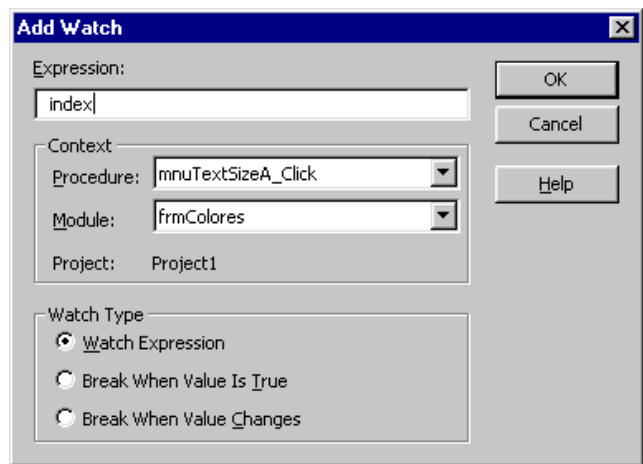 Add Watch
Expression:
index
OK
Cancel
Help
Context
Procedure: mnuTextSizeA_Click
Module: frmColores
Project: Project1
Watch Type
Watch Expression
Break When Value Is True
Break When Value Changes